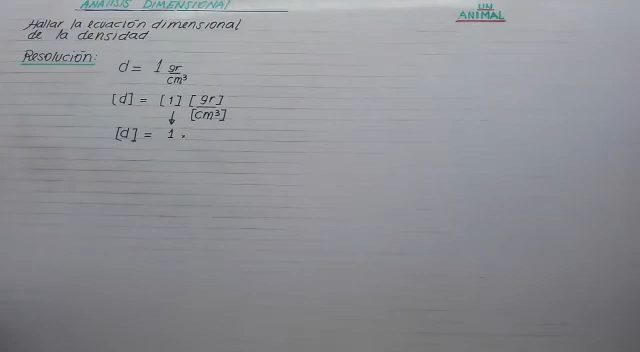 ANALISIS DIMENSIONAL
UN
ANIMAL
Hallar la ecuación dimensional
de la densidad
Resolución:
d = 1 gr/cm³
[d] = [1] [gr]/[cm³]
↓
[d] = 1 .